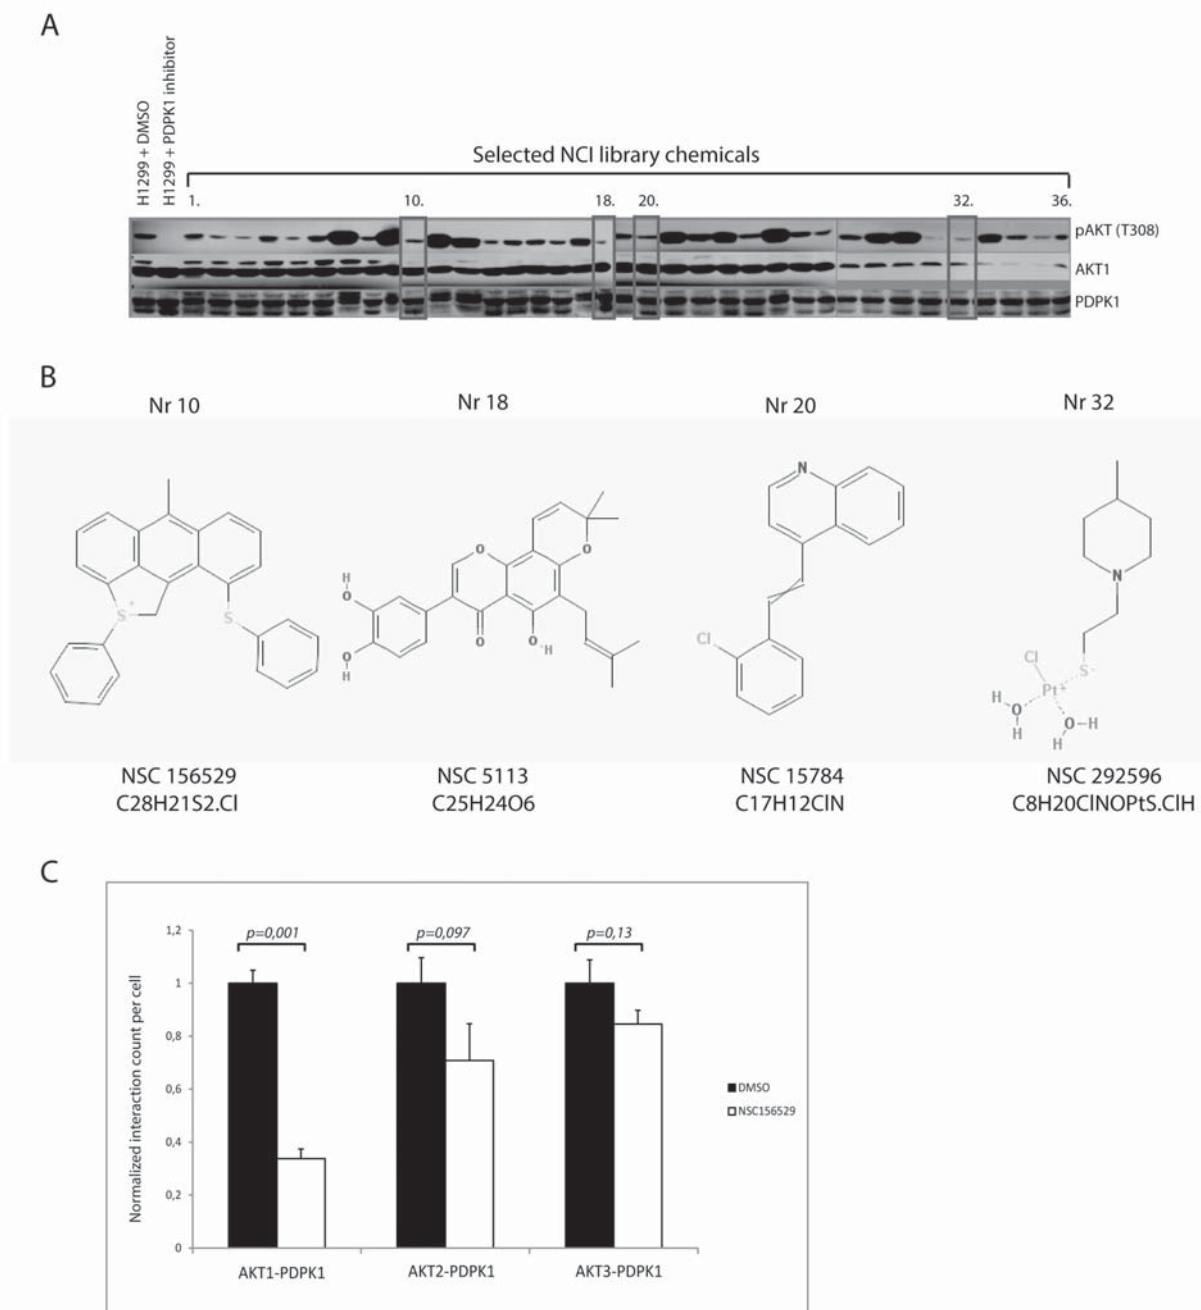 A
H1299 + DMSO
H1299 + PDPK1 inhibitor
Selected NCI library chemicals
1. 10. 18. 20. 32. 36.
pAKT (T308)
AKT1
PDPK1
B
Nr 10 Nr 18 Nr 20 Nr 32
N
O
O
H
O
O
H
O
O H
S+
S
Cl
N
Cl
S-
Pt+
H
O
H
O-H
H
NSC 156529 NSC 5113 NSC 15784 NSC 292596
C28H21S2.Cl C25H24O6 C17H12ClN C8H20ClNOPtS.ClH
C
Normalized interaction count per cell
1,2
1
0,8
0,6
0,4
0,2
0
p=0,001 p=0,097 p=0,13
DMSO
NSC156529
AKT1-PDPK1 AKT2-PDPK1 AKT3-PDPK1